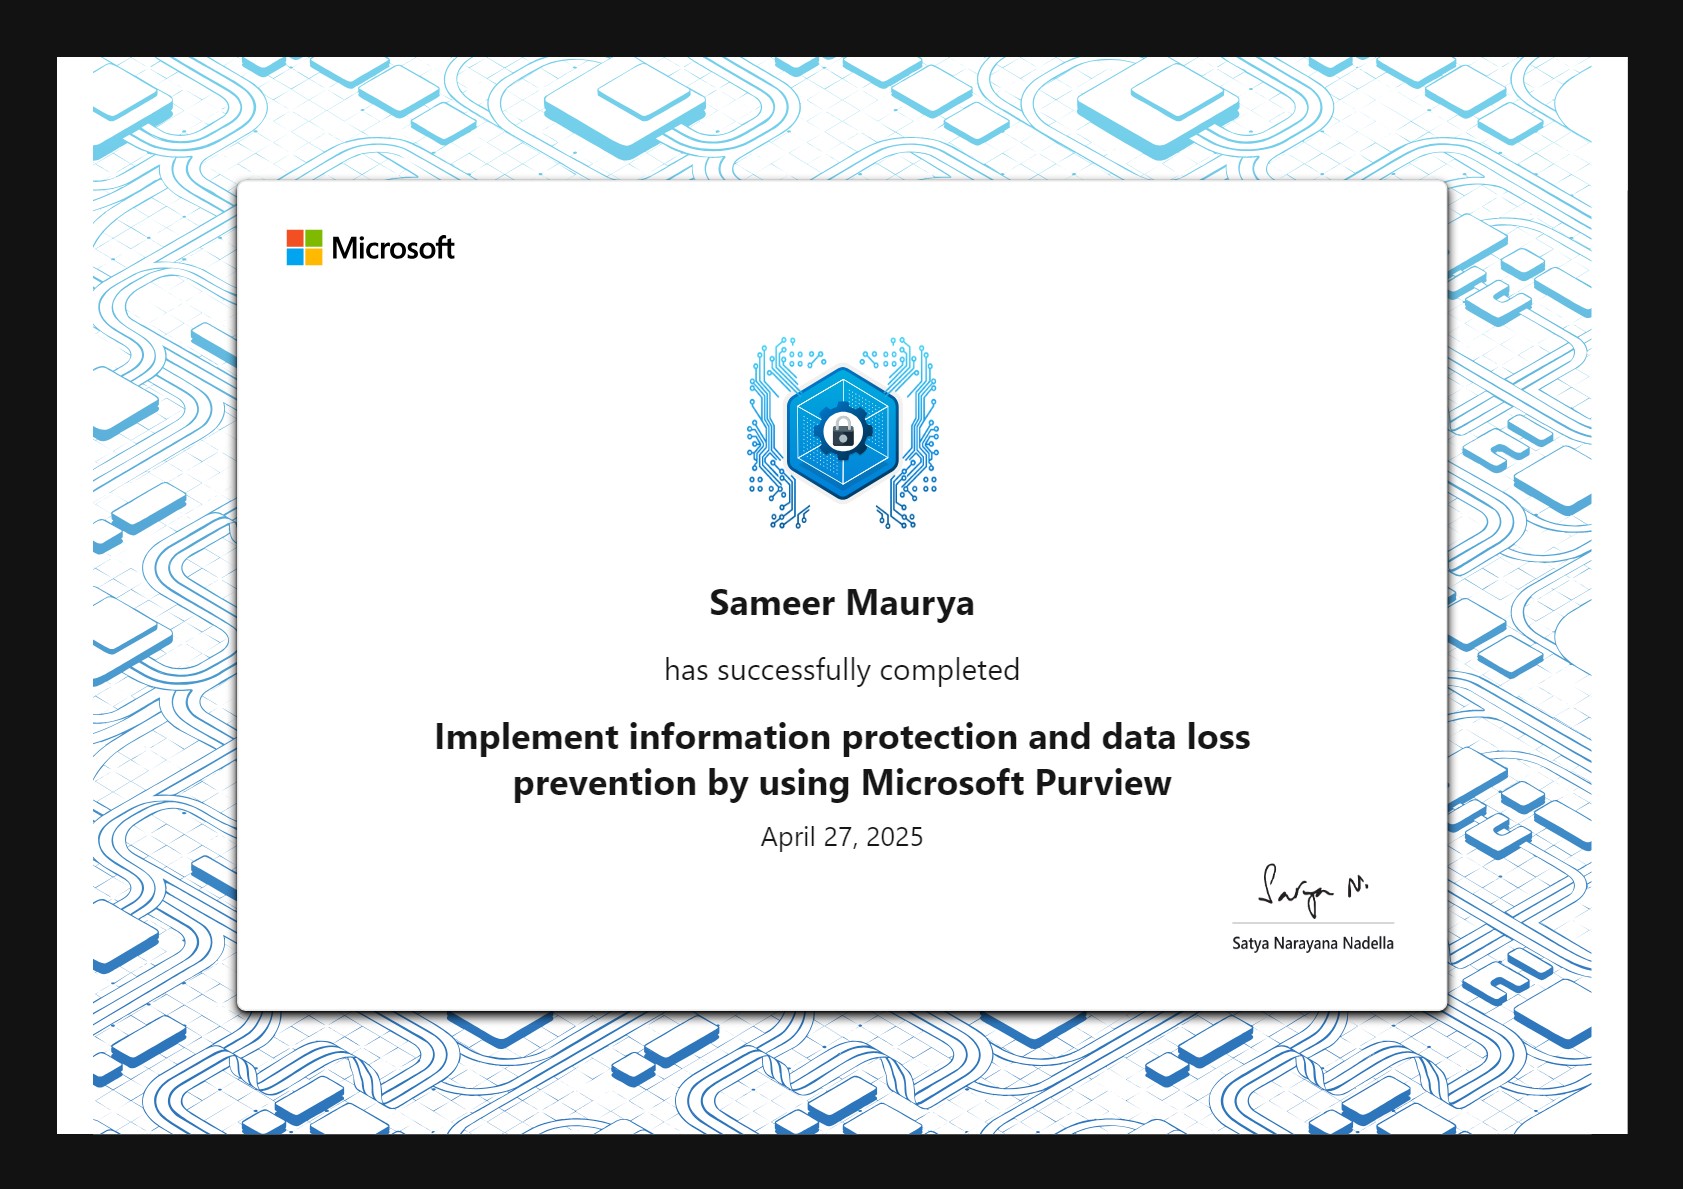 Microsoft
Sameer Maurya
has successfully completed
Implement information protection and data loss
prevention by using Microsoft Purview
April 27, 2025
Satya N.
Satya Narayana Nadella